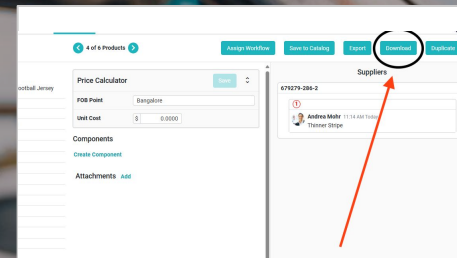 4 of 6 Products
Assign Workflow
Save to Catalog
Export
Download
Duplicate
ootball Jersey
Price Calculator
Save
FOB Point
Bangalore
Unit Cost
$
0.0000
Components
Create Component
Attachments Add
Suppliers
679279-286-2
1
Andrea Mohr 11:14 AM Today
Thinner Stripe